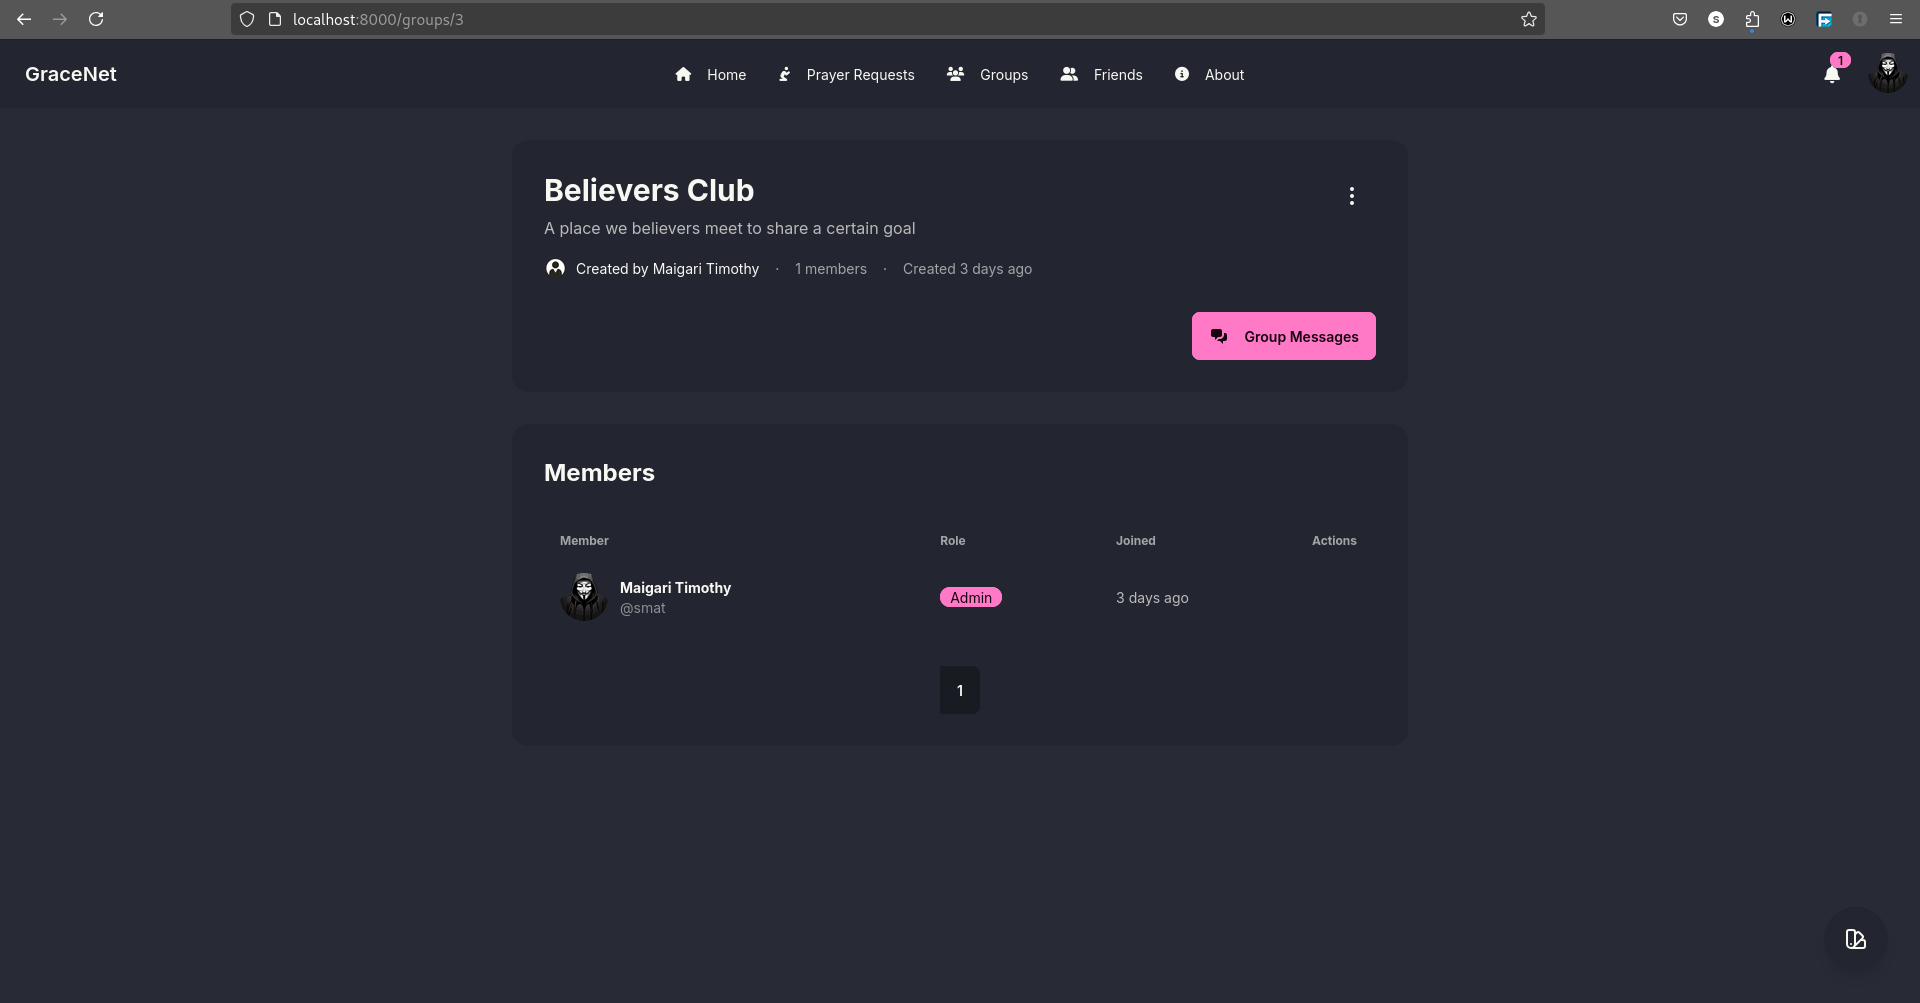 localhost:8000/groups/3
GraceNet
Home
Prayer Requests
Groups
Friends
About
1
Believers Club
A place we believers meet to share a certain goal
Created by Maigari Timothy · 1 members · Created 3 days ago
Group Messages
Members
Member Role Joined Actions
Maigari Timothy
@smat
Admin
3 days ago
1